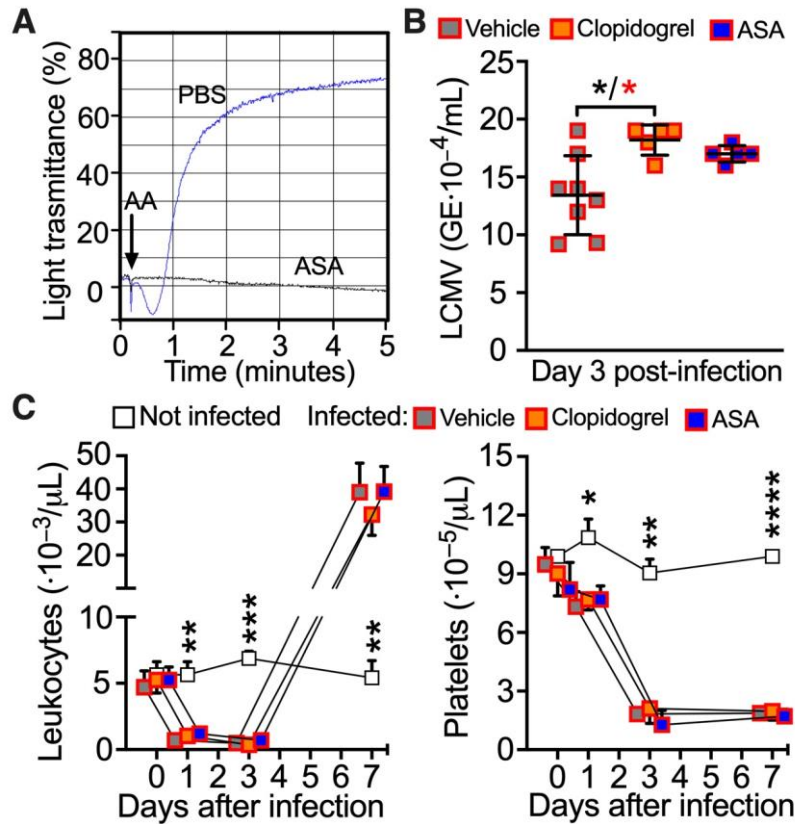 A
Light trasmittance (%)
80
60
40
20
0
AA
PBS
ASA
0 1 2 3 4 5
Time (minutes)
B
Vehicle Clopidogrel ASA
LCMV (GE·10⁻⁴/mL)
25
20
15
10
5
0
*/*
Day 3 post-infection
C
Not infected Infected: Vehicle Clopidogrel ASA
Leukocytes (·10⁻³/µL)
50
40
30
20
10
5
0
**
***
**
0 1 2 3 4 5 6 7
Days after infection
Platelets (·10⁻⁵/µL)
15
12
9
6
3
0
*
**
****
0 1 2 3 4 5 6 7
Days after infection